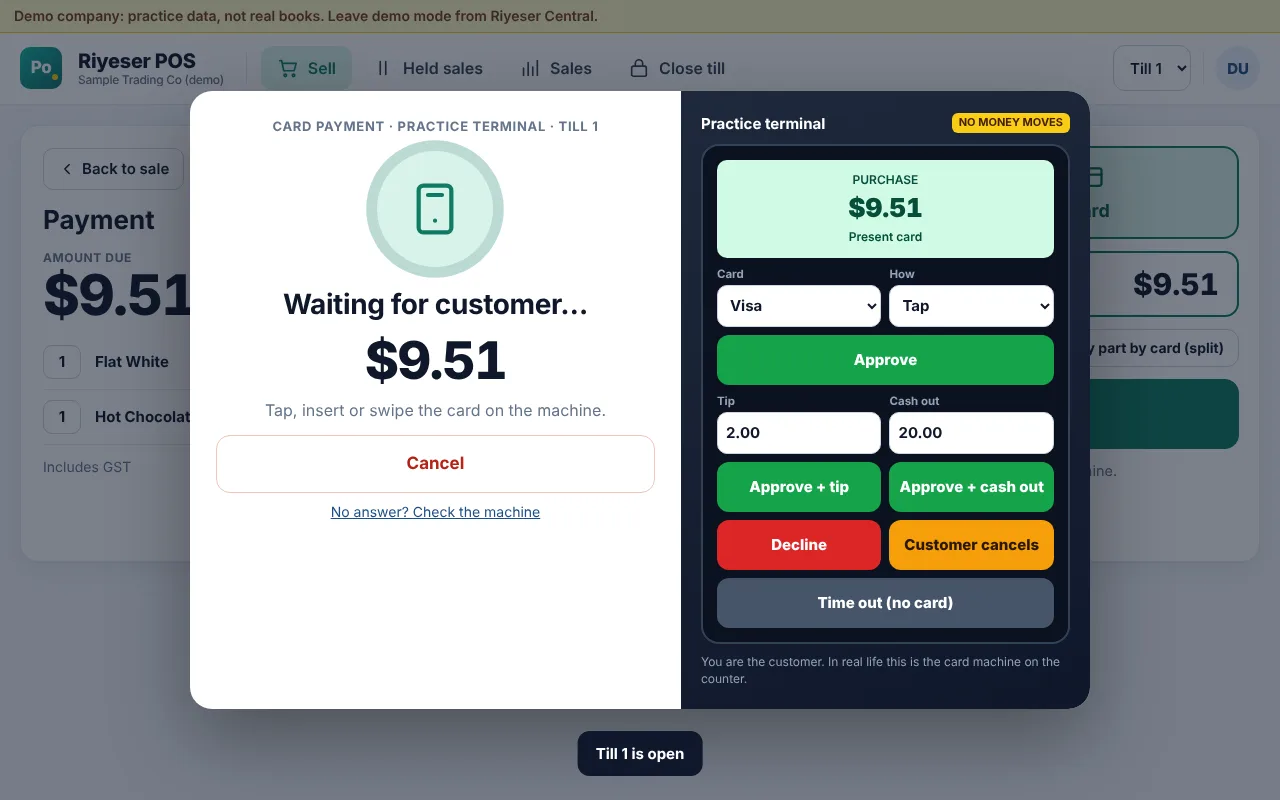 Demo company: practice data, not real books. Leave demo mode from Riyeser Central.
Po
Riyeser POS
Sample Trading Co (demo)
Sell
Held sales
Sales
Close till
Till 1
DU
Back to sale
Payment
AMOUNT DUE
$9.51
1 Flat White
1 Hot Chocolat
Includes GST
CARD PAYMENT · PRACTICE TERMINAL · TILL 1
Waiting for customer...
$9.51
Tap, insert or swipe the card on the machine.
Cancel
No answer? Check the machine
Practice terminal
NO MONEY MOVES
PURCHASE
$9.51
Present card
Card How
Visa Tap
Approve
Tip Cash out
2.00 20.00
Approve + tip Approve + cash out
Decline Customer cancels
Time out (no card)
You are the customer. In real life this is the card machine on the
counter.
rd
$9.51
y part by card (split)
ine.
Till 1 is open